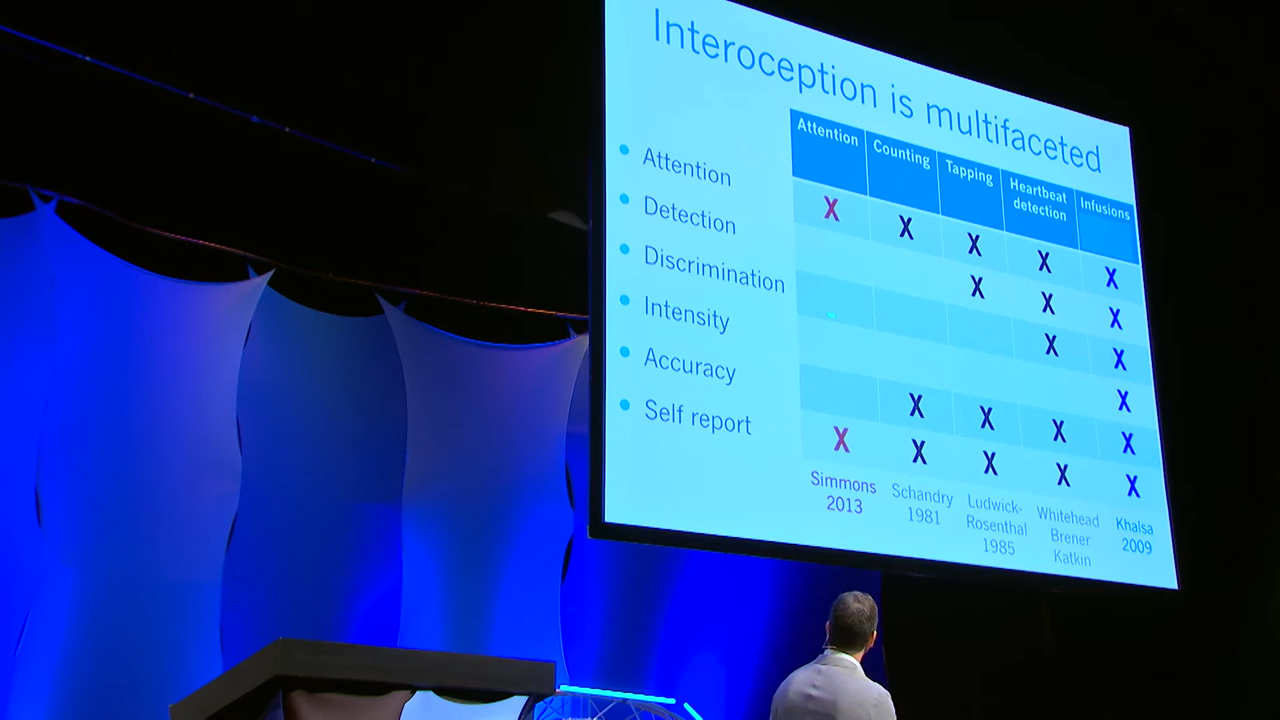 Interoception is multifaceted
• Attention
• Detection
• Discrimination
• Intensity
• Accuracy
• Self report
Attention Counting Tapping Heartbeat detection Infusions
X X X X X
X X X
X X
X
X X X X
X X X X X
Simmons 2013
Schandry 1981
Ludwick-Rosenthal 1985
Whitehead Brener Katkin
Khalsa 2009